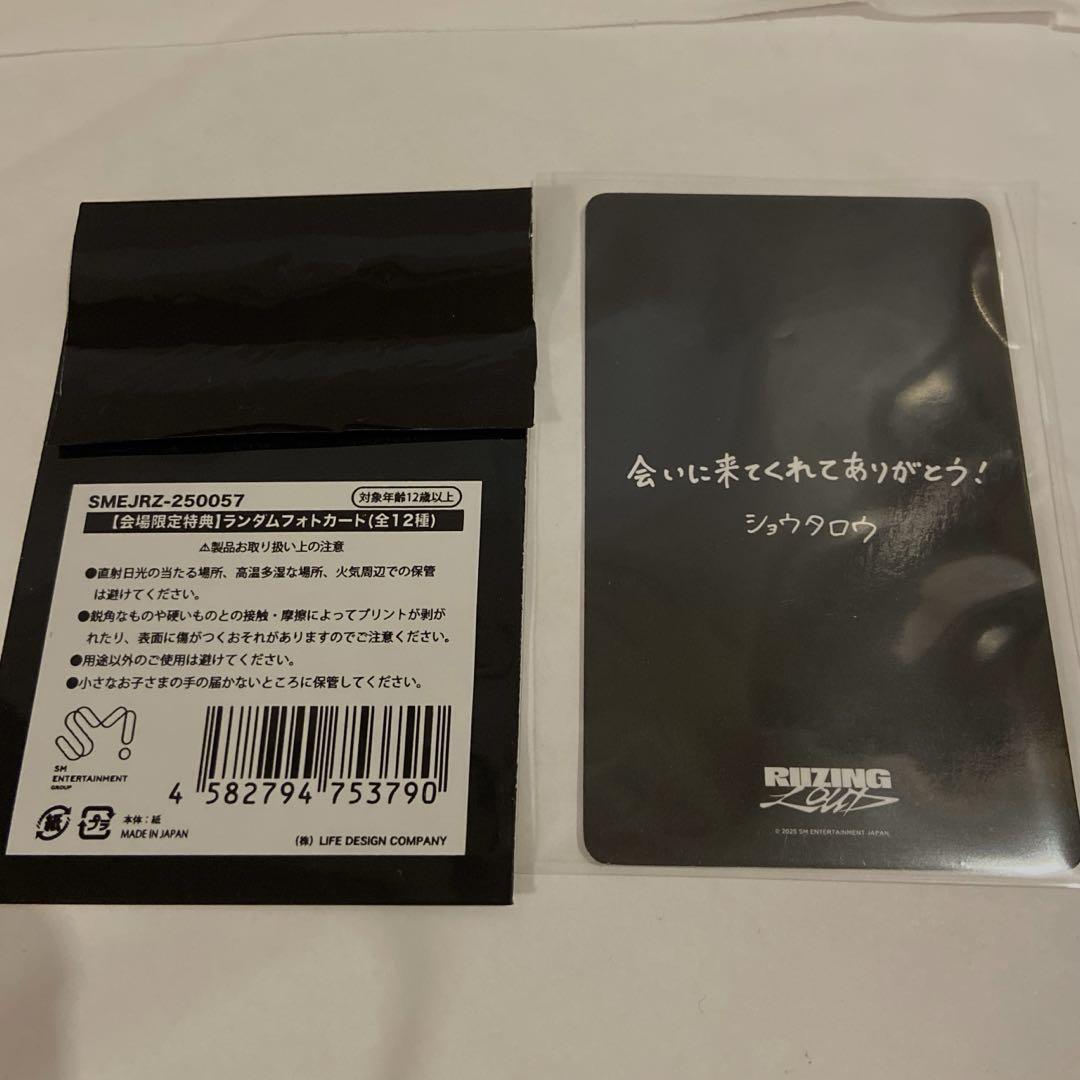 SMEJRZ-250057
対象年齢12歳以上
【会場限定特典】ランダムフォトカード(全12種)
⚠製品お取り扱い上の注意
●直射日光の当たる場所、高温多湿な場所、火気周辺での保管
は避けてください。
●鋭角なものや硬いものとの接触・摩擦によってプリントが剥が
れたり、表面に傷がつくおそれがありますのでご注意ください。
●用途以外のご使用は避けてください。
●小さなお子さまの手の届かないところに保管してください。
SM
SM
ENTERTAINMENT
GROUP
4 582794 753790
紙
プラ
本体:紙
MADE IN JAPAN
(株) LIFE DESIGN COMPANY
会いに来てくれてありがとう!
ショウタロウ
RIIZING
LOUD
© 2025 SM ENTERTAINMENT JAPAN.